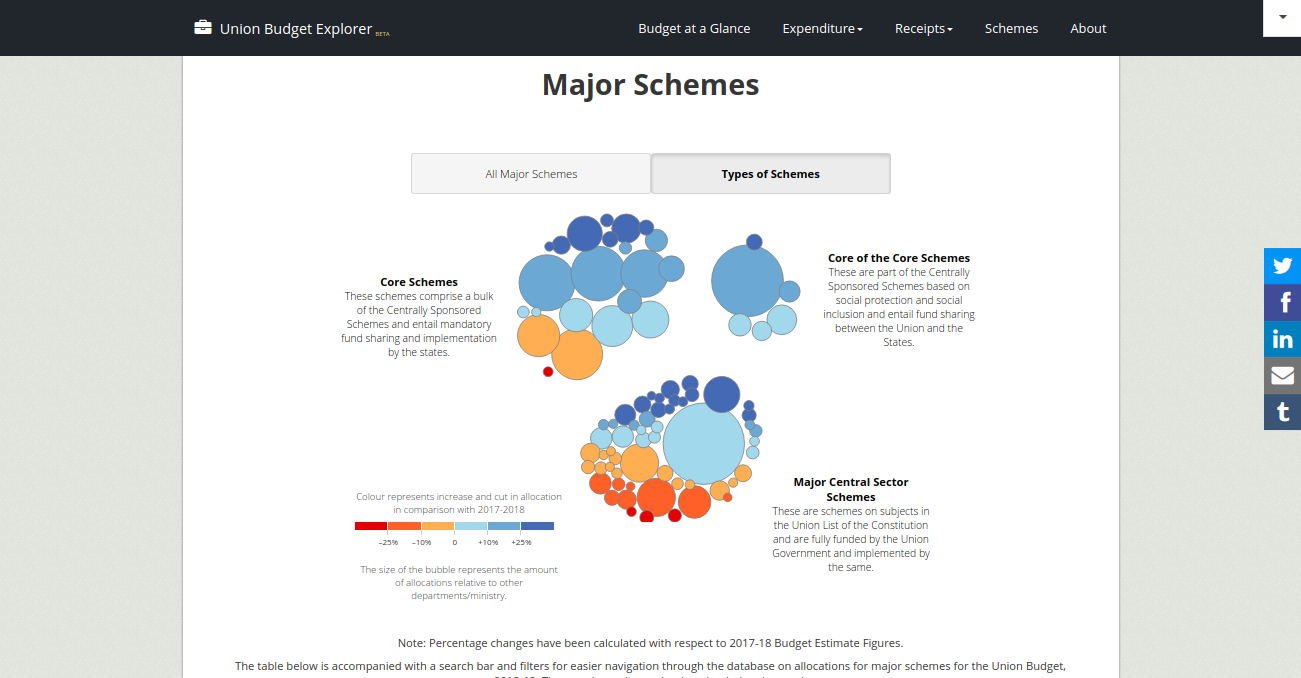 Union Budget Explorer BETA
Budget at a Glance
Expenditure
Receipts
Schemes
About
Major Schemes
All Major Schemes
Types of Schemes
Core Schemes
These schemes comprise a bulk
of the Centrally Sponsored
Schemes and entail mandatory
fund sharing and implementation
by the states.
Core of the Core Schemes
These are part of the Centrally
Sponsored Schemes based on
social protection and social
inclusion and entail fund sharing
between the Union and the
States.
Major Central Sector
Schemes
These are schemes on subjects in
the Union List of the Constitution
and are fully funded by the Union
Government and implemented by
the same.
Colour represents increase and cut in allocation
in comparison with 2017-2018
−25% −10% 0 +10% +25%
The size of the bubble represents the amount
of allocations relative to other
departments/ministry.
Note: Percentage changes have been calculated with respect to 2017-18 Budget Estimate Figures.
The table below is accompanied with a search bar and filters for easier navigation through the database on allocations for major schemes for the Union Budget,